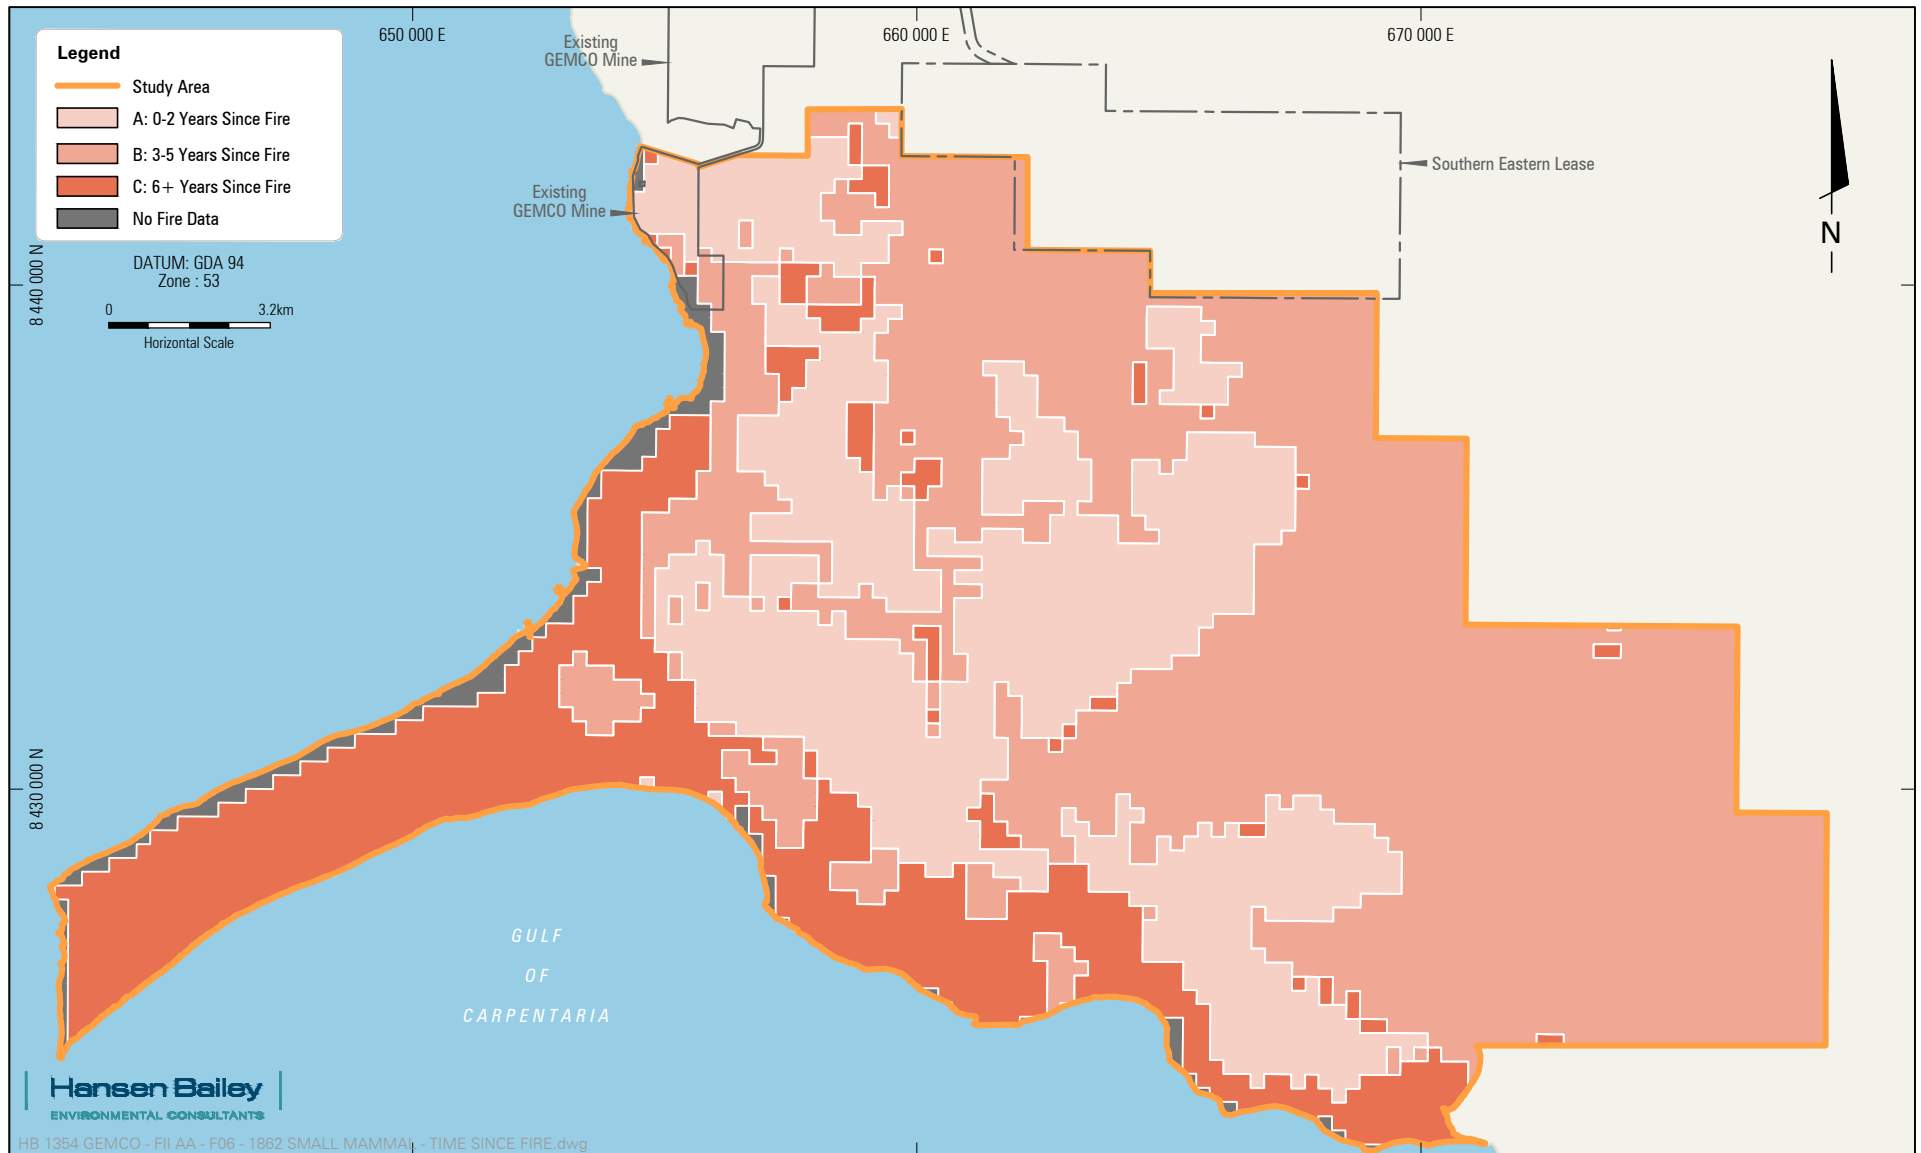 Legend
Study Area
A: 0-2 Years Since Fire
B: 3-5 Years Since Fire
C: 6+ Years Since Fire
No Fire Data
DATUM: GDA 94
Zone : 53
0 3.2km
Horizontal Scale
650 000 E
660 000 E
670 000 E
Existing
GEMCO Mine
Existing
GEMCO Mine
Southern Eastern Lease
N
8 440 000 N
8 430 000 N
GULF
OF
CARPENTARIA
Hansen Bailey
ENVIRONMENTAL CONSULTANTS
HB 1354 GEMCO - FII AA - F06 - 1862 SMALL MAMMAL - TIME SINCE FIRE.dwg